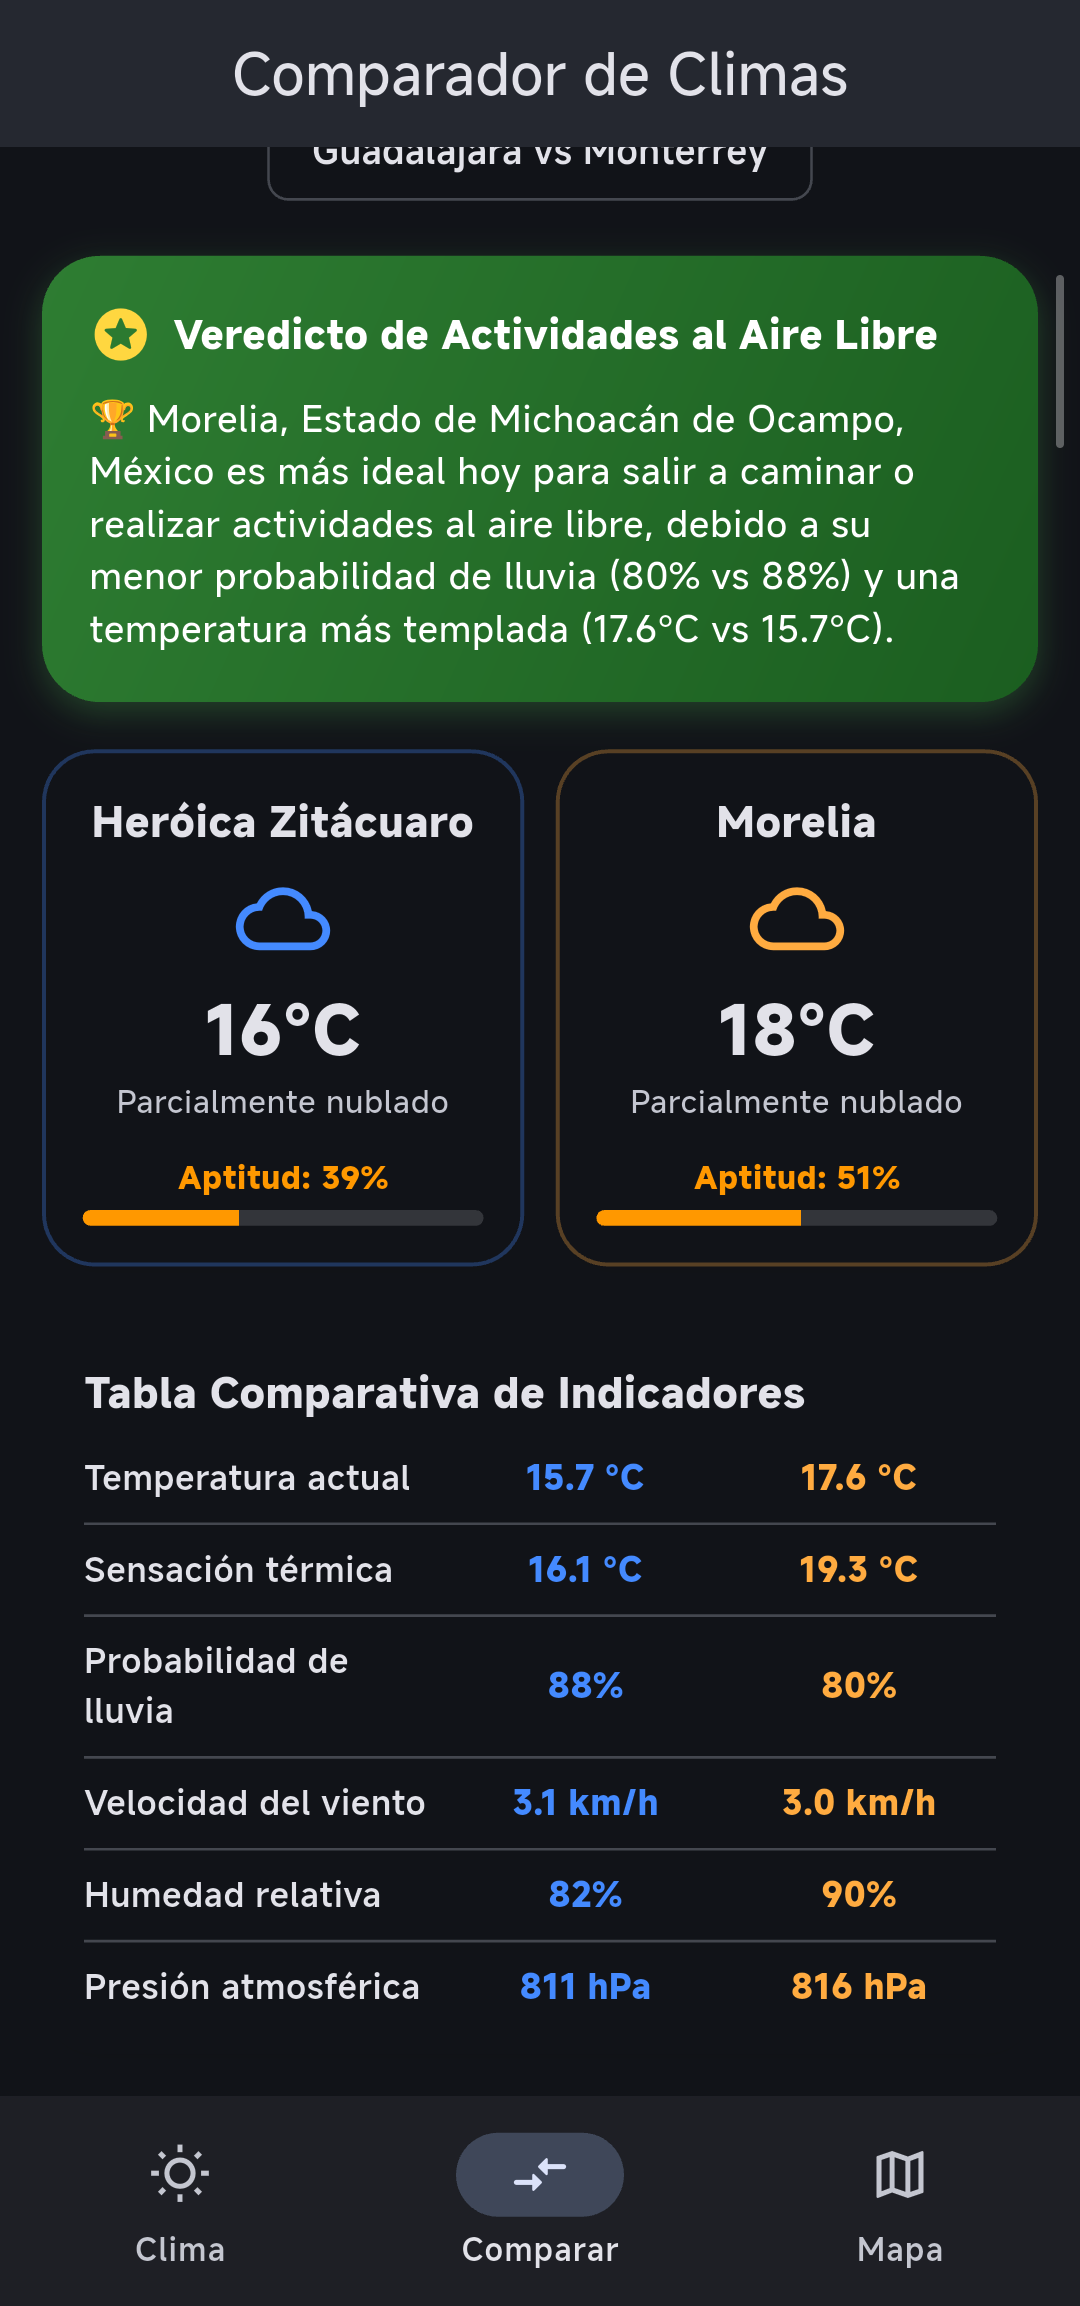 Comparador de Climas
Guadalajara vs Monterrey
Veredicto de Actividades al Aire Libre
🏆 Morelia, Estado de Michoacán de Ocampo,
México es más ideal hoy para salir a caminar o
realizar actividades al aire libre, debido a su
menor probabilidad de lluvia (80% vs 88%) y una
temperatura más templada (17.6°C vs 15.7°C).
Heróica Zitácuaro
16°C
Parcialmente nublado
Aptitud: 39%
Morelia
18°C
Parcialmente nublado
Aptitud: 51%
Tabla Comparativa de Indicadores
Temperatura actual 15.7 °C 17.6 °C
Sensación térmica 16.1 °C 19.3 °C
Probabilidad de
lluvia 88% 80%
Velocidad del viento 3.1 km/h 3.0 km/h
Humedad relativa 82% 90%
Presión atmosférica 811 hPa 816 hPa
Clima Comparar Mapa